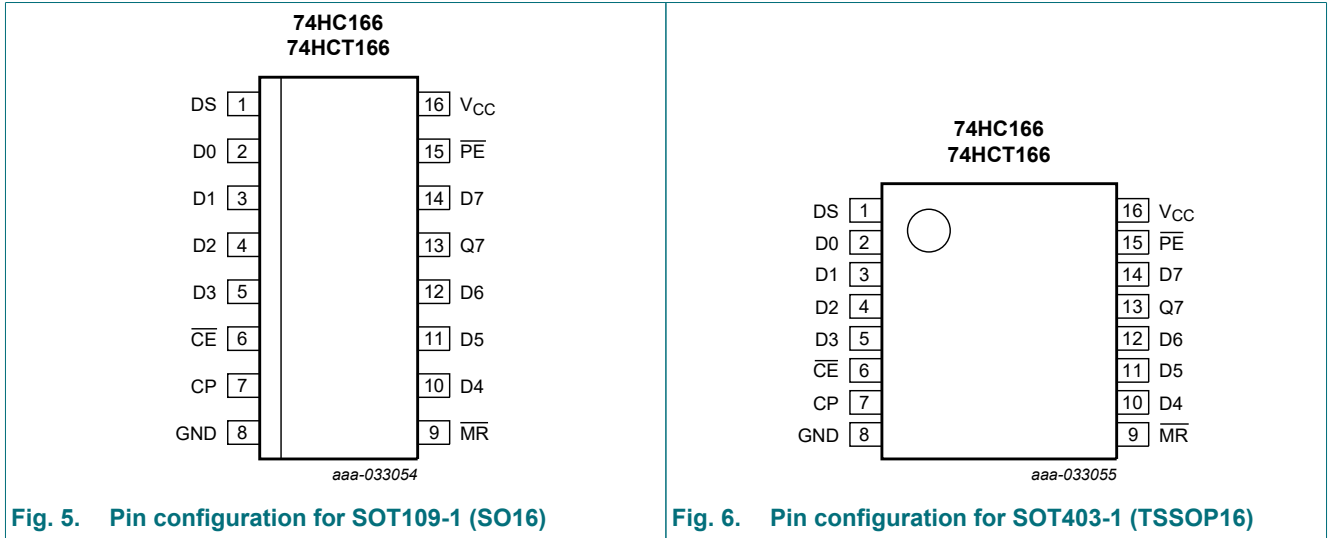 74HC166
74HCT166
DS 1 16 VCC
D0 2 15 PE
D1 3 14 D7
D2 4 13 Q7
D3 5 12 D6
CE 6 11 D5
CP 7 10 D4
GND 8 9 MR
aaa-033054
Fig. 5. Pin configuration for SOT109-1 (SO16)
74HC166
74HCT166
DS 1 16 VCC
D0 2 15 PE
D1 3 14 D7
D2 4 13 Q7
D3 5 12 D6
CE 6 11 D5
CP 7 10 D4
GND 8 9 MR
aaa-033055
Fig. 6. Pin configuration for SOT403-1 (TSSOP16)